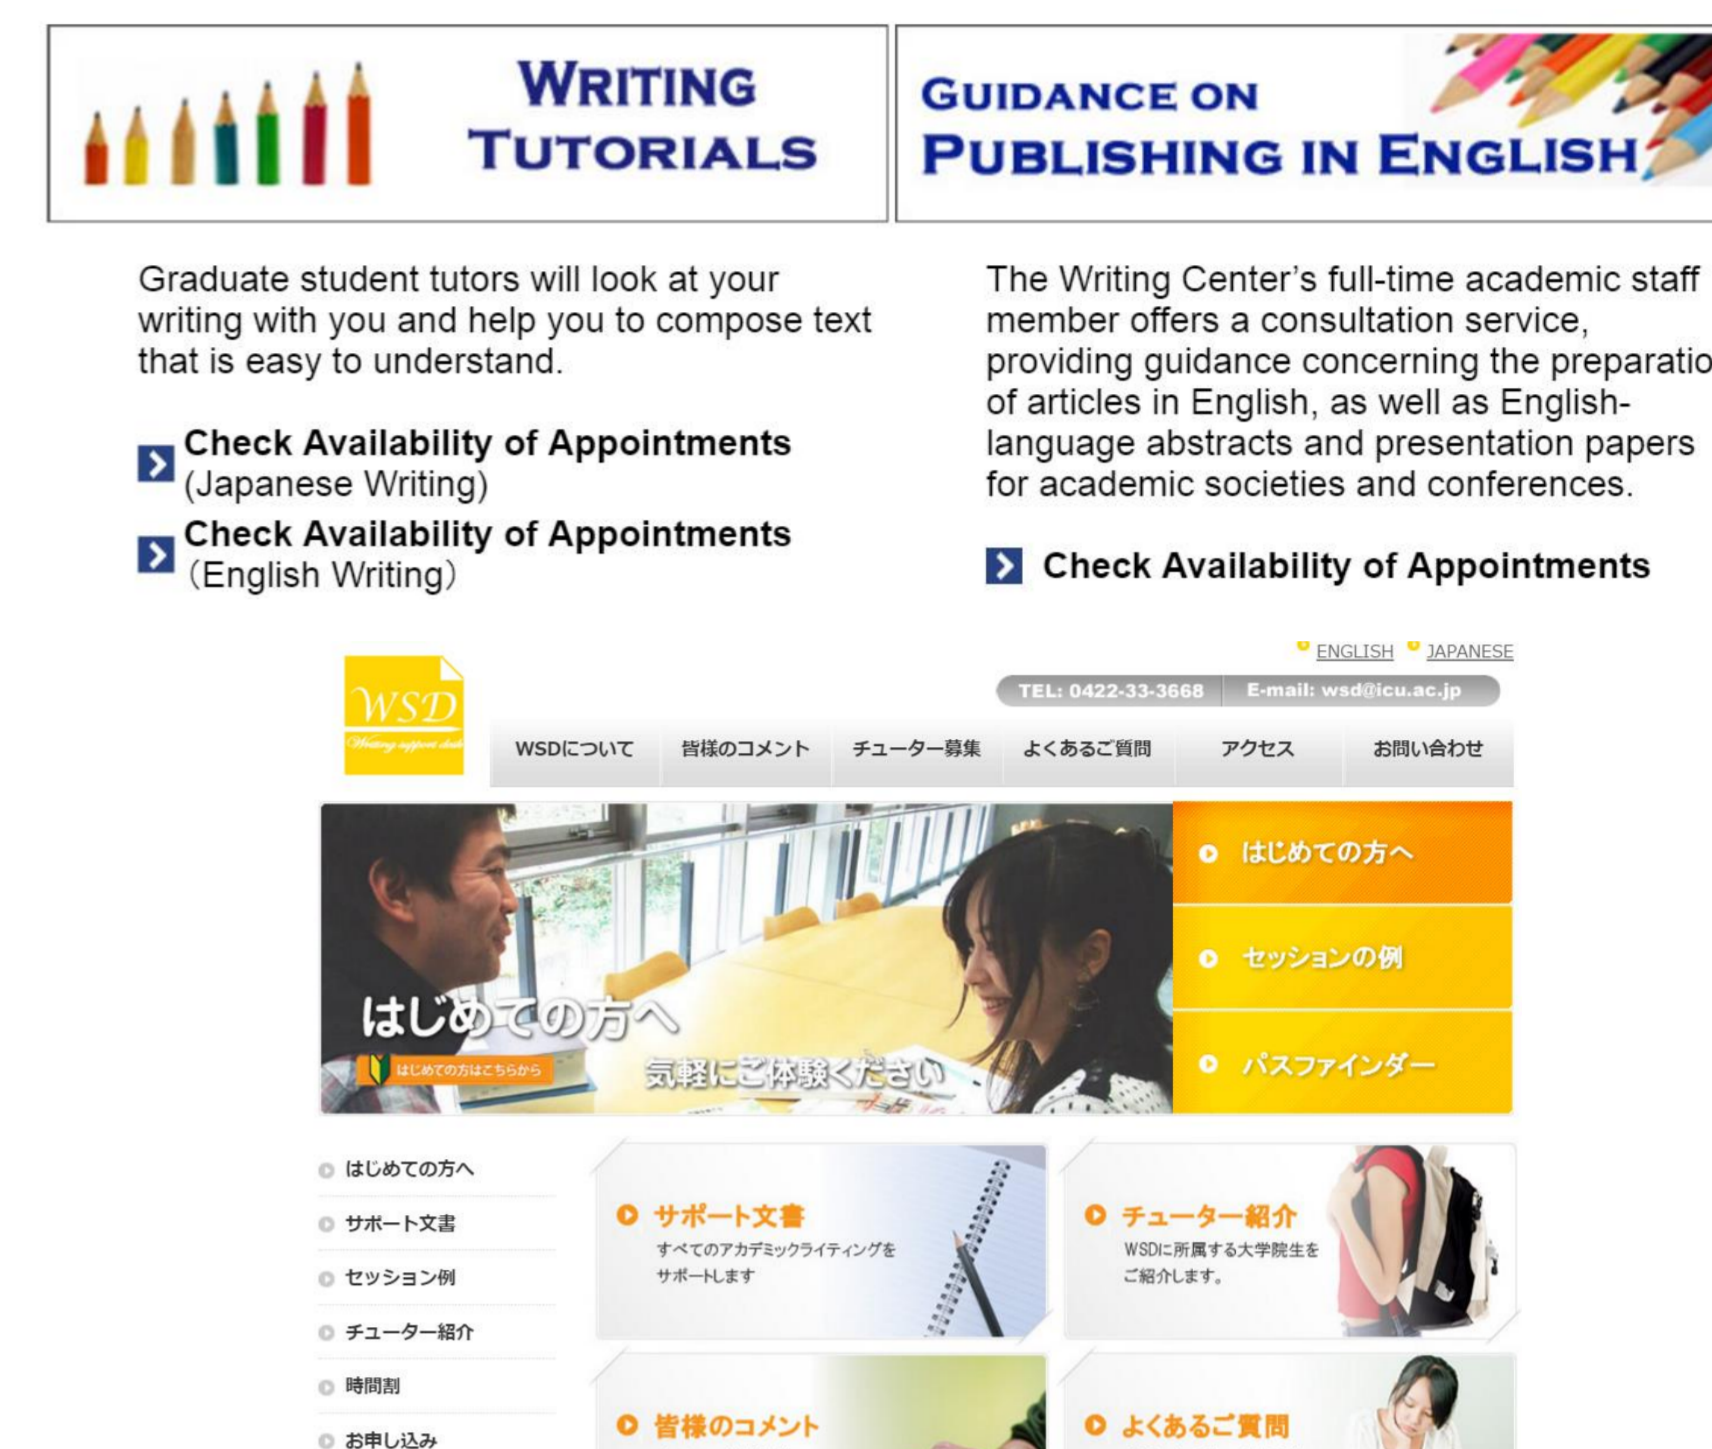 WRITING
TUTORIALS
GUIDANCE ON
PUBLISHING IN ENGLISH
Graduate student tutors will look at your
writing with you and help you to compose text
that is easy to understand.
Check Availability of Appointments
(Japanese Writing)
Check Availability of Appointments
（English Writing）
The Writing Center's full-time academic staff
member offers a consultation service,
providing guidance concerning the preparatio
of articles in English, as well as English-
language abstracts and presentation papers
for academic societies and conferences.
Check Availability of Appointments
ENGLISH JAPANESE
TEL: 0422-33-3668 E-mail: wsd@icu.ac.jp
WSD
Writing support desk
WSDについて 皆様のコメント チューター募集 よくあるご質問 アクセス お問い合わせ
はじめての方へ
はじめての方はこちらから
気軽にご体験ください
はじめての方へ
セッションの例
パスファインダー
はじめての方へ
サポート文書
セッション例
チューター紹介
時間割
お申し込み
サポート文書
すべてのアカデミックライティングを
サポートします
チューター紹介
WSDに所属する大学院生を
ご紹介します。
皆様のコメント
よくあるご質問